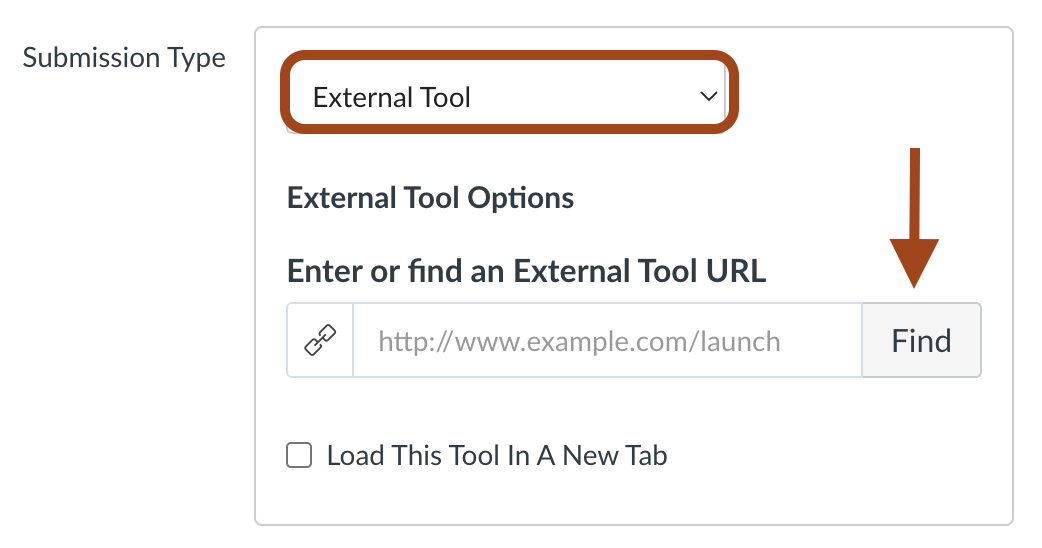 Submission Type
External Tool
External Tool Options
Enter or find an External Tool URL
http://www.example.com/launch
Find
Load This Tool In A New Tab